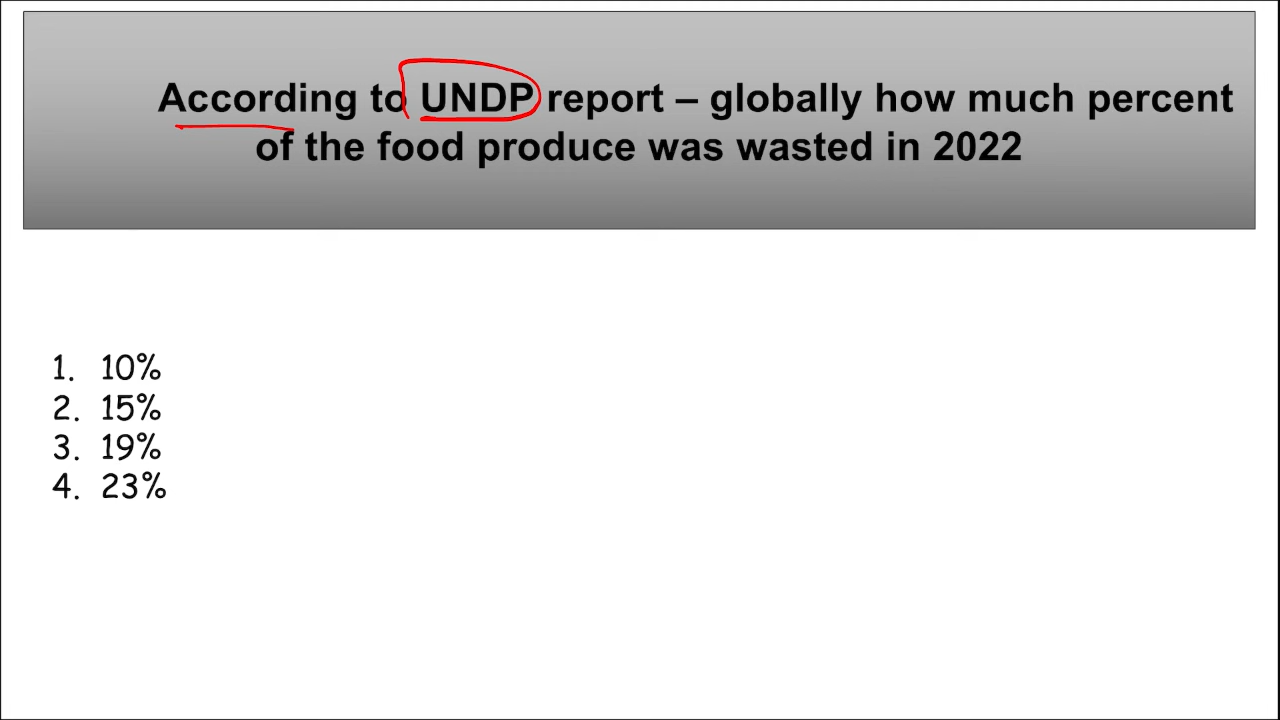 According to UNDP report – globally how much percent
of the food produce was wasted in 2022
1. 10%
2. 15%
3. 19%
4. 23%